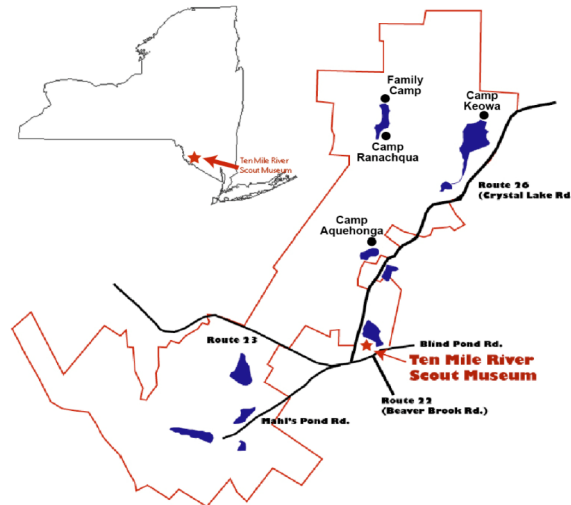 Family
Camp
Camp
Keowa
Camp
Ranachqua
Ten Mile River
Scout Museum
Route 26
(Crystal Lake Rd
Camp
Aquehonga
Route 23
Blind Pond Rd.
Ten Mile River
Scout Museum
Route 22
(Beaver Brook Rd.)
Mahl's Pond Rd.